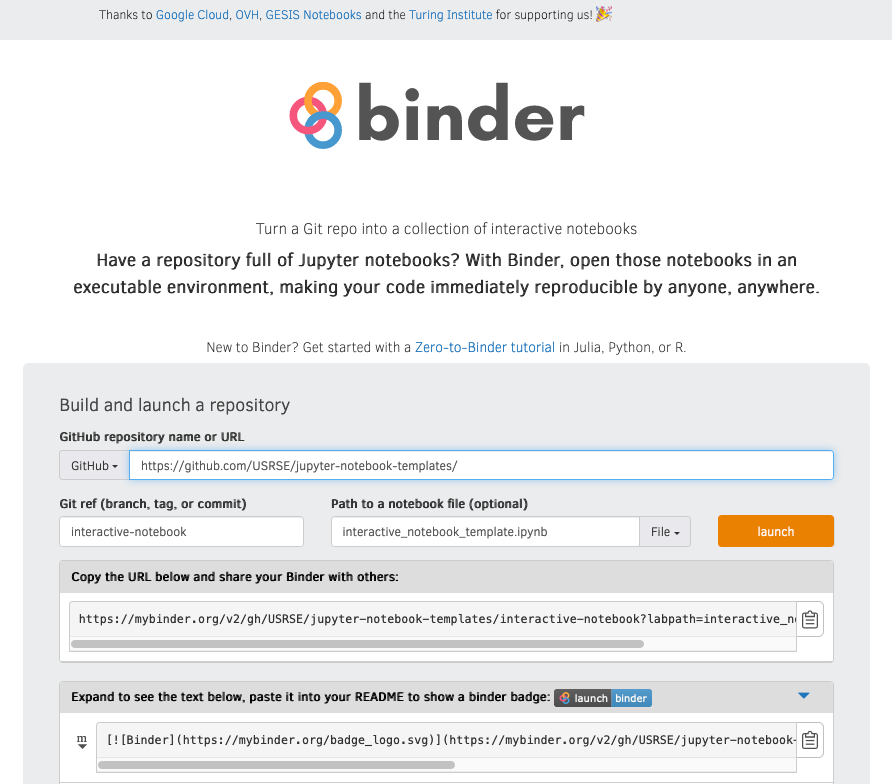 Thanks to Google Cloud, OVH, GESIS Notebooks and the Turing Institute for supporting us! 🎉
binder
Turn a Git repo into a collection of interactive notebooks
Have a repository full of Jupyter notebooks? With Binder, open those notebooks in an
executable environment, making your code immediately reproducible by anyone, anywhere.
New to Binder? Get started with a Zero-to-Binder tutorial in Julia, Python, or R.
Build and launch a repository
GitHub repository name or URL
GitHub https://github.com/USRSE/jupyter-notebook-templates/
Git ref (branch, tag, or commit) Path to a notebook file (optional)
interactive-notebook interactive_notebook_template.ipynb File launch
Copy the URL below and share your Binder with others:
https://mybinder.org/v2/gh/USRSE/jupyter-notebook-templates/interactive-notebook?labpath=interactive_n
Expand to see the text below, paste it into your README to show a binder badge: launch binder
m [![Binder](https://mybinder.org/badge_logo.svg)](https://mybinder.org/v2/gh/USRSE/jupyter-notebook-